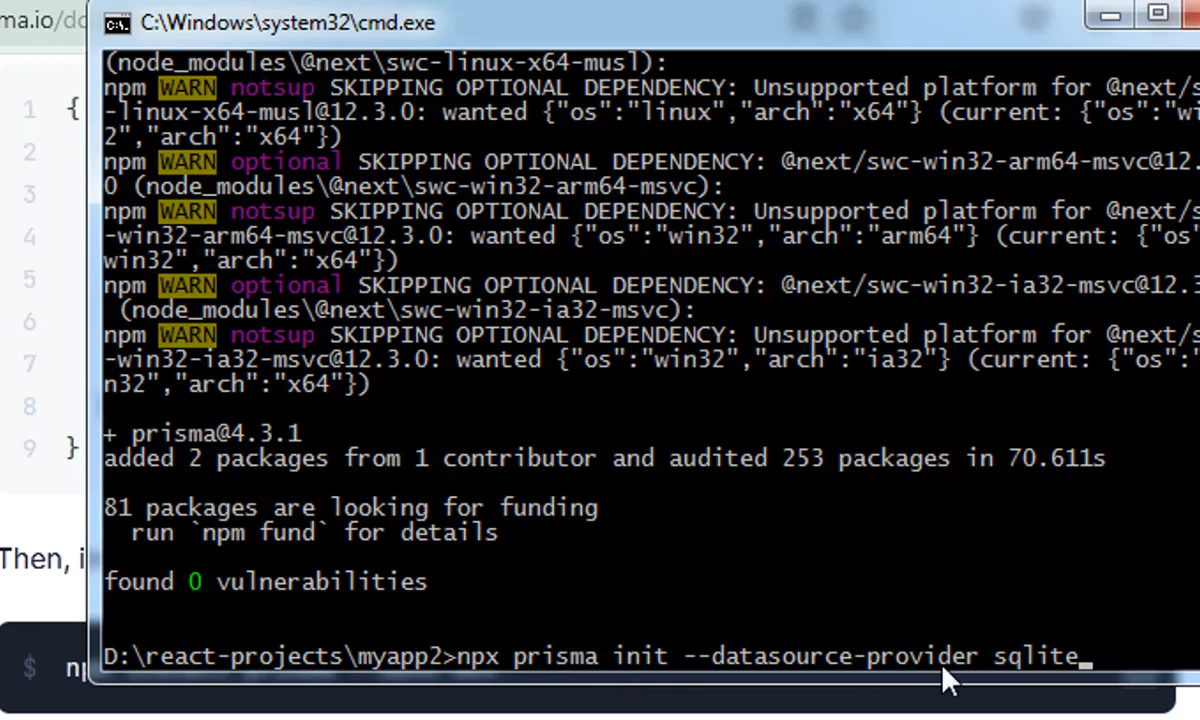 ma.io/do
C:\Windows\system32\cmd.exe
(node_modules\@next\swc-linux-x64-musl):
npm WARN notsup SKIPPING OPTIONAL DEPENDENCY: Unsupported platform for @next/s
-linux-x64-musl@12.3.0: wanted {"os":"linux","arch":"x64"} (current: {"os":"wi
2","arch":"x64"})
npm WARN optional SKIPPING OPTIONAL DEPENDENCY: @next/swc-win32-arm64-msvc@12.
0 (node_modules\@next\swc-win32-arm64-msvc):
npm WARN notsup SKIPPING OPTIONAL DEPENDENCY: Unsupported platform for @next/s
-win32-arm64-msvc@12.3.0: wanted {"os":"win32","arch":"arm64"} (current: {"os"
win32","arch":"x64"})
npm WARN optional SKIPPING OPTIONAL DEPENDENCY: @next/swc-win32-ia32-msvc@12.3
(node_modules\@next\swc-win32-ia32-msvc):
npm WARN notsup SKIPPING OPTIONAL DEPENDENCY: Unsupported platform for @next/s
-win32-ia32-msvc@12.3.0: wanted {"os":"win32","arch":"ia32"} (current: {"os":
n32","arch":"x64"})
+ prisma@4.3.1
added 2 packages from 1 contributor and audited 253 packages in 70.611s
81 packages are looking for funding
run `npm fund` for details
found 0 vulnerabilities
D:\react-projects\myapp2>npx prisma init --datasource-provider sqlite_
1 {
2
3
4
5
6
7
8
9 }
Then, i
$ np